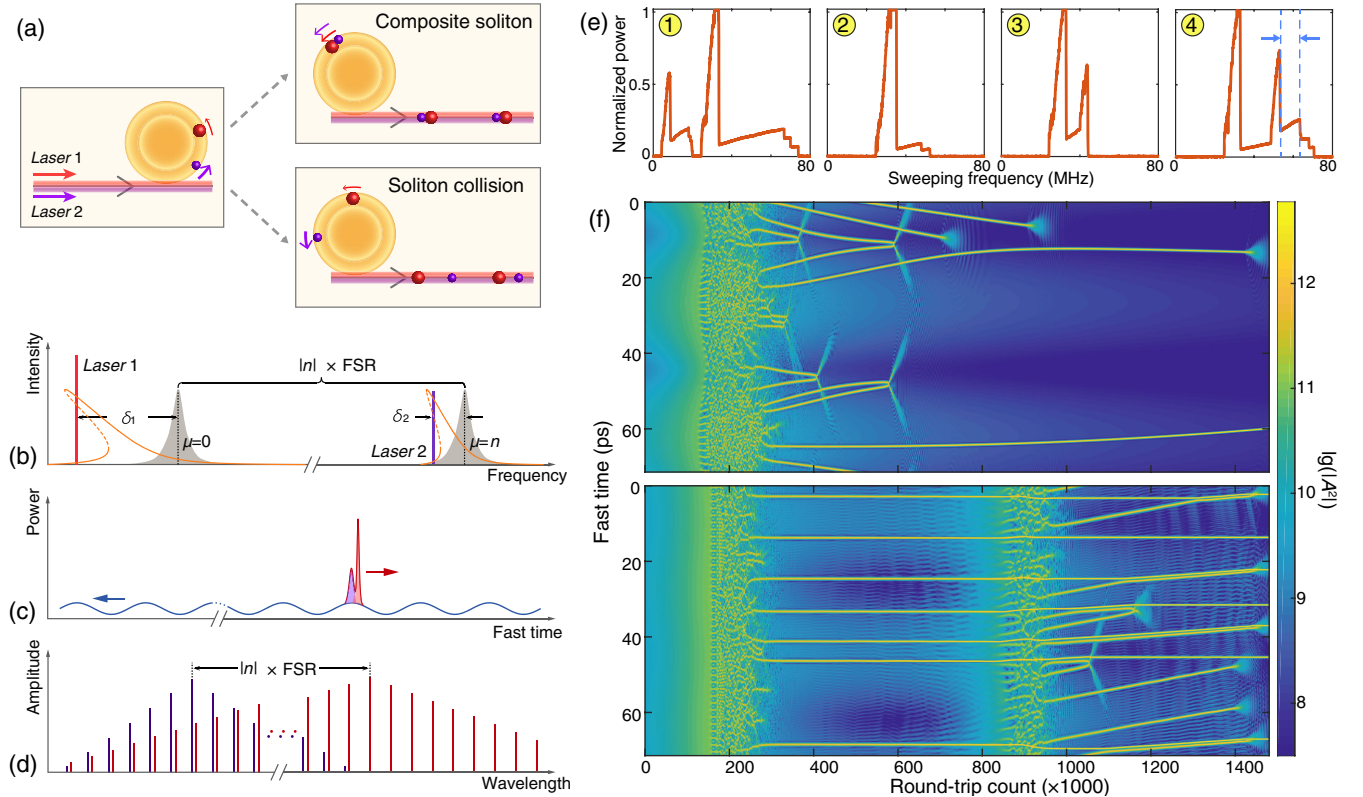 (a)
Composite soliton
Laser 1
Laser 2
Soliton collision
(b)
Intensity
Laser 1
|n| × FSR
δ1
μ=0
δ2
Laser 2
μ=n
Frequency
(c)
Power
Fast time
(d)
Amplitude
|n| × FSR
Wavelength
(e)
Normalized power
1
0.5
0
1
2
3
4
0 80
0 80
0 80
0 80
Sweeping frequency (MHz)
(f)
0
20
40
60
0
20
40
60
Fast time (ps)
0 200 400 600 800 1000 1200 1400
Round-trip count (×1000)
12
11
10
9
8
lg(|A²|)